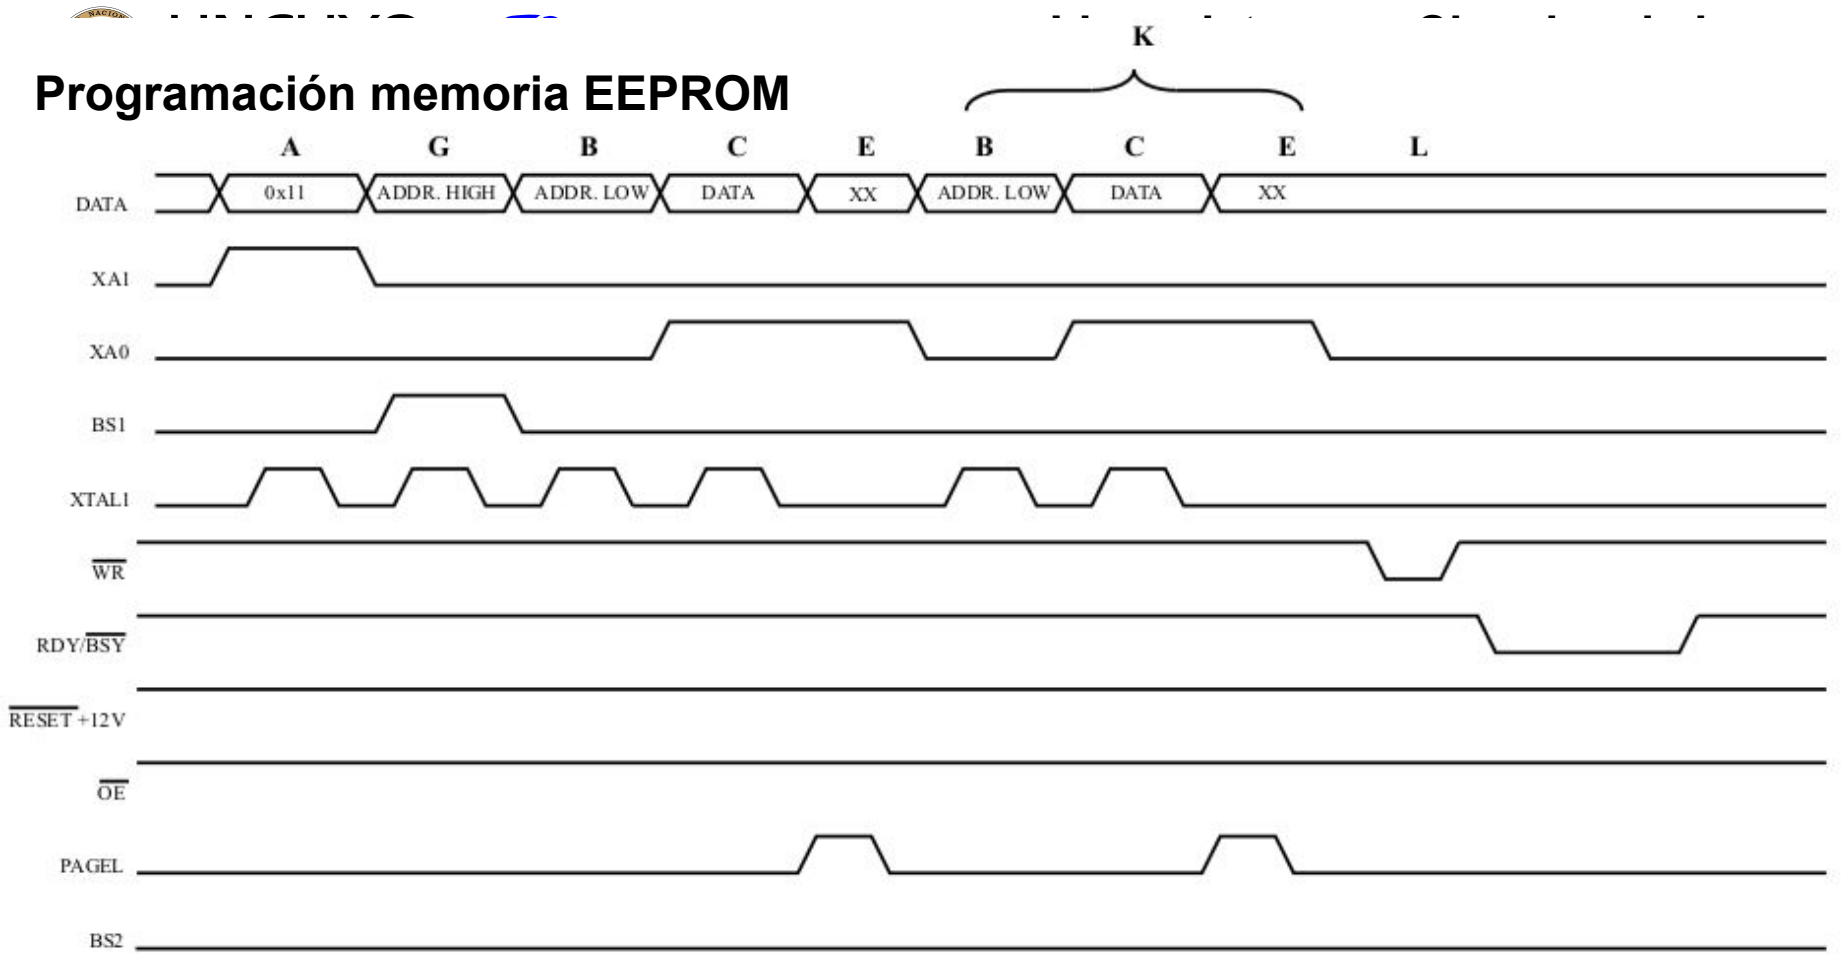 K
Programación memoria EEPROM
A G B C E B C E L
DATA 0x11 ADDR. HIGH ADDR. LOW DATA XX ADDR. LOW DATA XX
XA1
XA0
BS1
XTAL1
WR
RDY/BSY
RESET +12V
OE
PAGEL
BS2